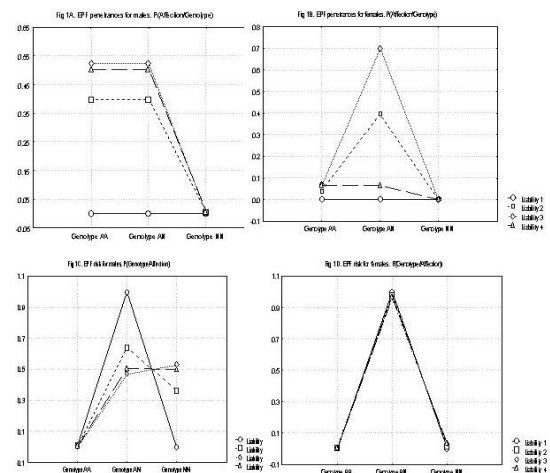 Fig 1A. EPF penetrances for males. P(Affection/Genotype)
0.65
0.55
0.45
0.35
0.25
0.15
0.05
-0.05
Genotype AA Genotype AN Genotype NN
Fig 1B. EPF penetrances for females. P(Affection/Genotype)
0.8
0.7
0.6
0.5
0.4
0.3
0.2
0.1
0.0
-0.1
Genotype AA Genotype AN Genotype NN
Liability 1
Liability 2
Liability 3
Liability 4
Fig 1C. EPF risk for males. P(Genotype/Affection)
1.1
0.9
0.7
0.5
0.3
0.1
-0.1
Genotype AA Genotype AN Genotype NN
Liability
Liability
Liability
Liability
Fig 1D. EPF risk for females. P(Genotype/Affection)
1.1
0.9
0.7
0.5
0.3
0.1
-0.1
Genotype AA Genotype AN Genotype NN
Liability 1
Liability 2
Liability 3
Liability 4